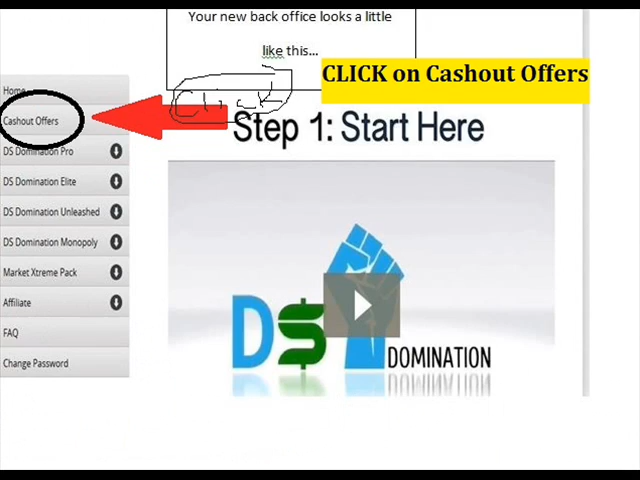 Your new back office looks a little
like this...
CLICK on Cashout Offers
Home
Click
Cashout Offers
Step 1: Start Here
DS Domination Pro
DS Domination Elite
DS Domination Unleashed
DS Domination Monopoly
Market Xtreme Pack
Affiliate
FAQ
Change Password
D$
DOMINATION